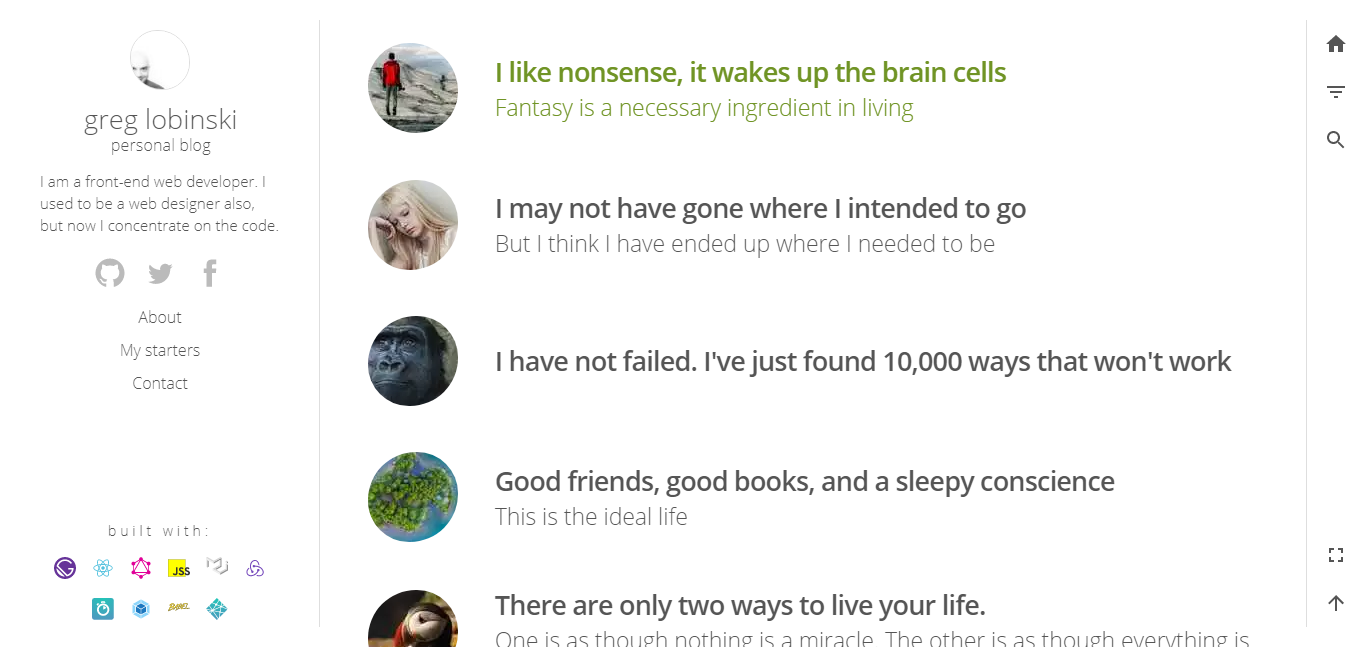 greg lobinski
personal blog
I am a front-end web developer. I
used to be a web designer also,
but now I concentrate on the code.
About
My starters
Contact
built with:
JSS
BABEL
I like nonsense, it wakes up the brain cells
Fantasy is a necessary ingredient in living
I may not have gone where I intended to go
But I think I have ended up where I needed to be
I have not failed. I've just found 10,000 ways that won't work
Good friends, good books, and a sleepy conscience
This is the ideal life
There are only two ways to live your life.
One is as though nothing is a miracle. The other is as though everything is